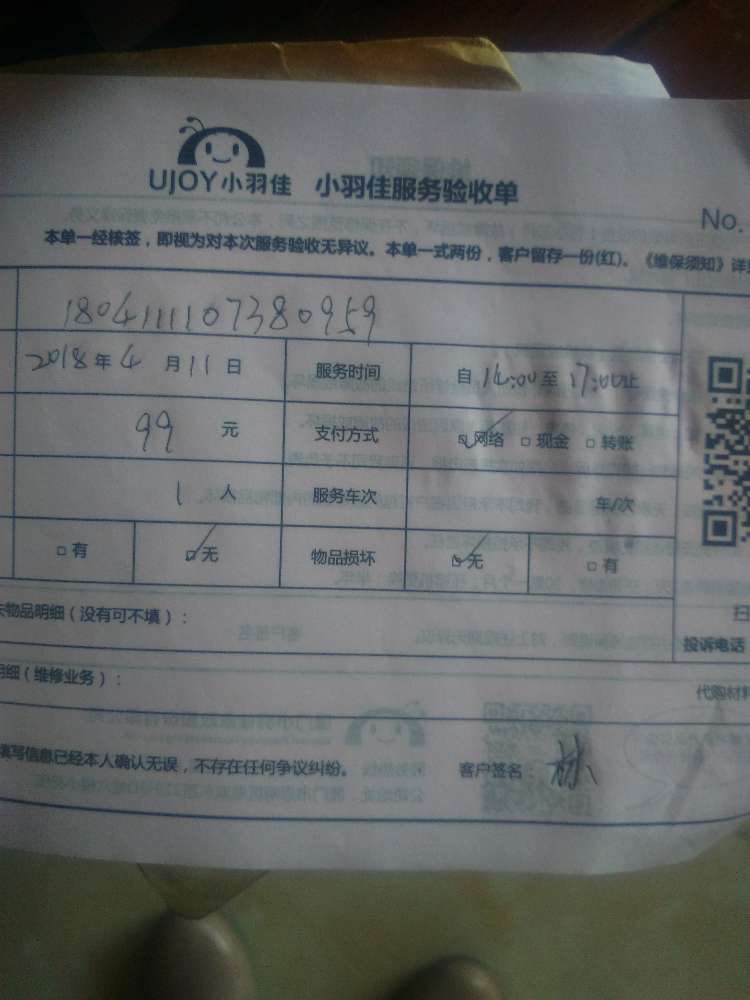 UJOY小羽佳 小羽佳服务验收单
No.
本单一经核签，即视为对本次服务验收无异议。本单一式两份，客户留存一份(红)。《维保须知》详见
1804111107380959
2018年4月11日 服务时间 自14:00至17:00止
99 元 支付方式 ☑网络 □现金 □转账
1 人 服务车次 年/次
□有 ☑无 物品损坏 ☑无 □有
物品明细（没有可不填）：
扫
投诉电话
明细（维修业务）：
代购材料
填写信息已经本人确认无误，不存在任何争议纠纷。 客户签名：